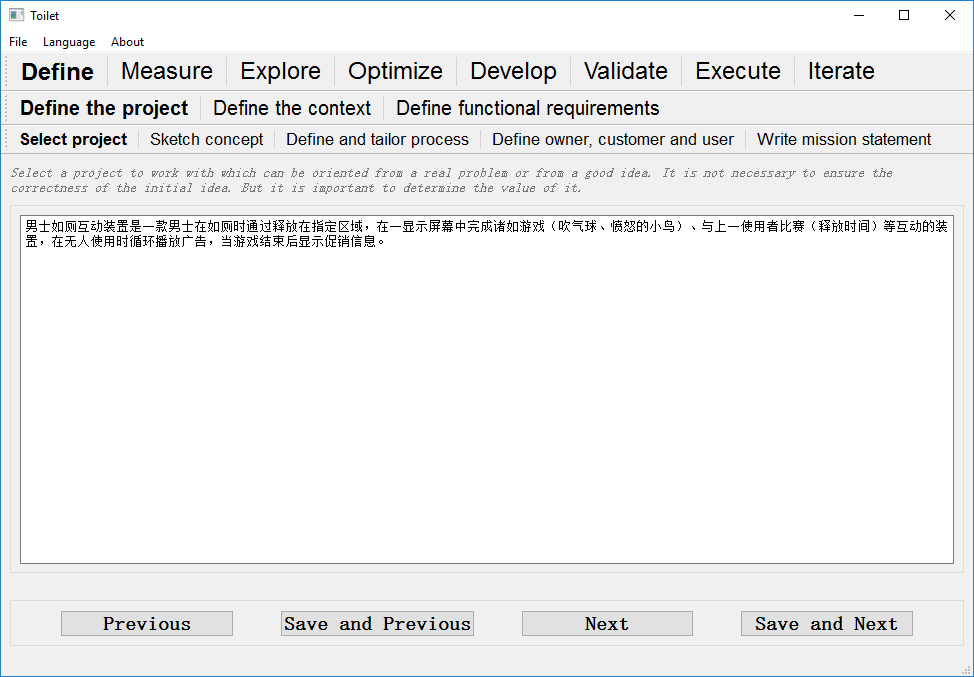 Toilet
File Language About
Define Measure Explore Optimize Develop Validate Execute Iterate
Define the project Define the context Define functional requirements
Select project Sketch concept Define and tailor process Define owner, customer and user Write mission statement
Select a project to work with which can be oriented from a real problem or from a good idea. It is not necessary to ensure the
correctness of the initial idea. But it is important to determine the value of it.
男士如厕互动装置是一款男士在如厕时通过释放在指定区域，在一显示屏幕中完成诸如游戏（吹气球、愤怒的小鸟）、与上一使用者比赛（释放时间）等互动的装
置，在无人使用时循环播放广告，当游戏结束后显示促销信息。
Previous Save and Previous Next Save and Next